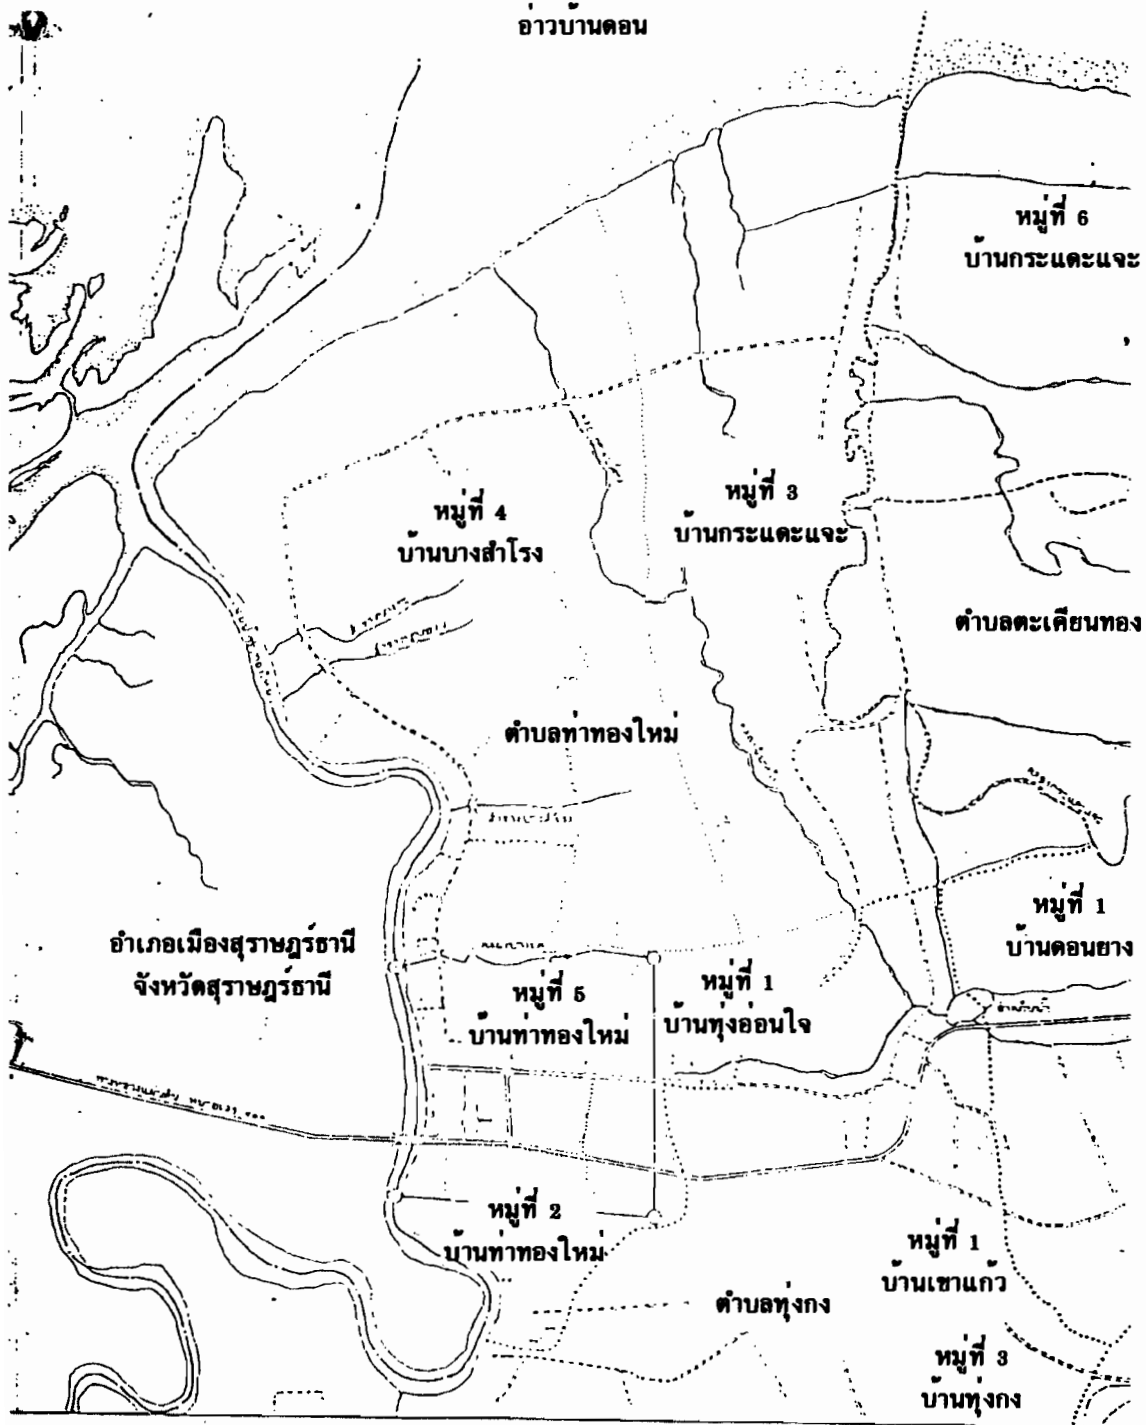 อ่าวบ้านดอน
หมู่ที่ 6
บ้านกระแดะแจะ
หมู่ที่ 3
บ้านกระแดะแจะ
หมู่ที่ 4
บ้านบางสำโรง
ตำบลตะเคียนทอง
ตำบลท่าทองใหม่
หมู่ที่ 1
บ้านดอนยาง
อำเภอเมืองสุราษฎร์ธานี
จังหวัดสุราษฎร์ธานี
หมู่ที่ 5
บ้านท่าทองใหม่
หมู่ที่ 1
บ้านทุ่งอ่อนใจ
หมู่ที่ 2
บ้านท่าทองใหม่
หมู่ที่ 1
บ้านเขาแก้ว
ตำบลทุ่งกง
หมู่ที่ 3
บ้านทุ่งกง